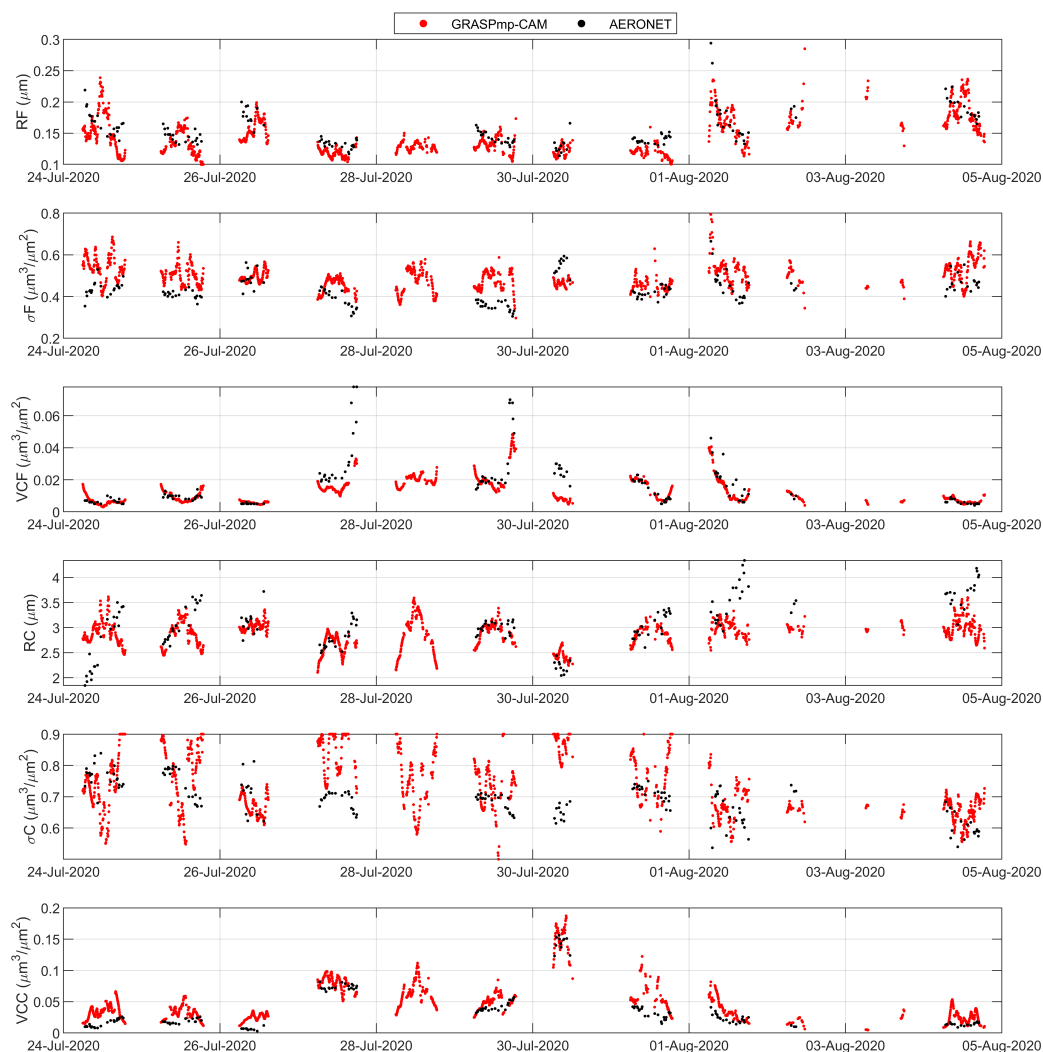 GRASPmp-CAM AERONET
RF (μm)
0.3
0.25
0.2
0.15
0.1
24-Jul-2020 26-Jul-2020 28-Jul-2020 30-Jul-2020 01-Aug-2020 03-Aug-2020 05-Aug-2020
σF (μm³/μm²)
0.8
0.6
0.4
0.2
24-Jul-2020 26-Jul-2020 28-Jul-2020 30-Jul-2020 01-Aug-2020 03-Aug-2020 05-Aug-2020
VCF (μm³/μm²)
0.06
0.04
0.02
0
24-Jul-2020 26-Jul-2020 28-Jul-2020 30-Jul-2020 01-Aug-2020 03-Aug-2020 05-Aug-2020
RC (μm)
4
3.5
3
2.5
2
24-Jul-2020 26-Jul-2020 28-Jul-2020 30-Jul-2020 01-Aug-2020 03-Aug-2020 05-Aug-2020
σC (μm³/μm²)
0.9
0.8
0.7
0.6
24-Jul-2020 26-Jul-2020 28-Jul-2020 30-Jul-2020 01-Aug-2020 03-Aug-2020 05-Aug-2020
VCC (μm³/μm²)
0.2
0.15
0.1
0.05
0
24-Jul-2020 26-Jul-2020 28-Jul-2020 30-Jul-2020 01-Aug-2020 03-Aug-2020 05-Aug-2020